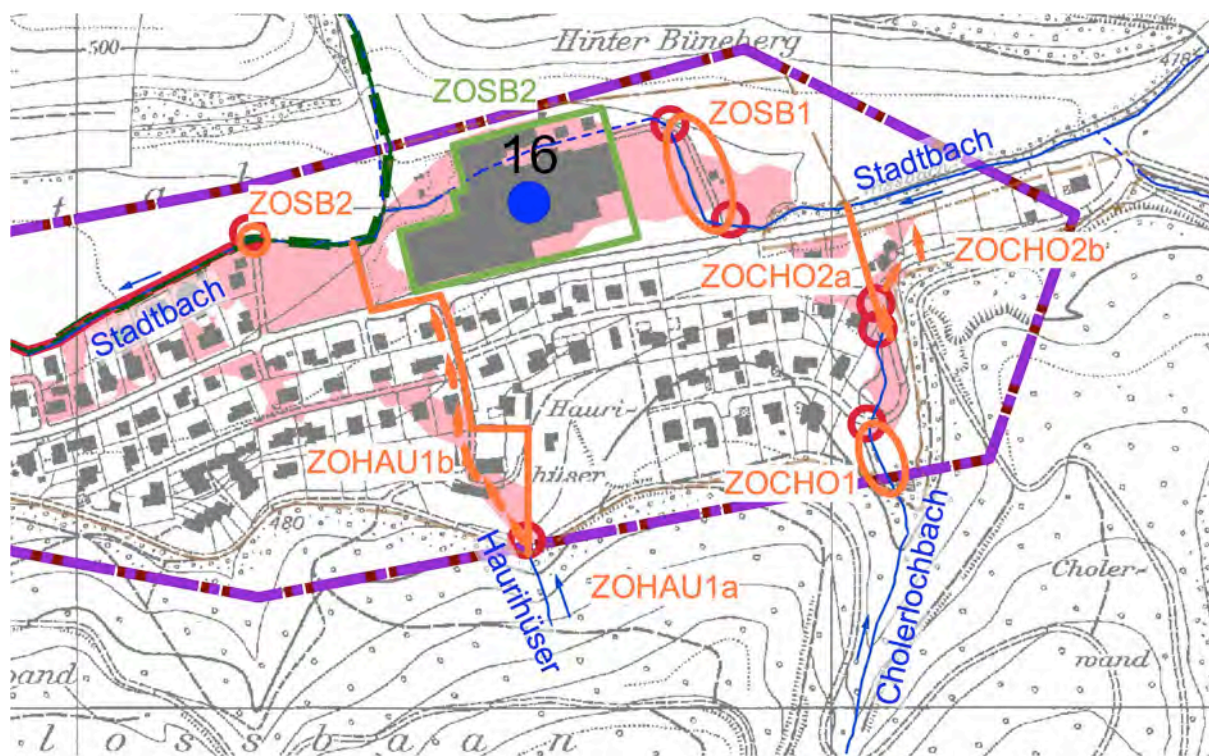 500
Hinter Büneberg
478
ZOSB2
ZOSB1
16
Stadtbach
t a l
ZOSB2
ZOCHO2b
ZOCHO2a
Stadtbach
Hauri-
hüser
ZOHAU1b
ZOCHO1
480
Haurihüser
ZOHAU1a
Cholerlochbach
Choler-
wand
wand
l o s s b a a n